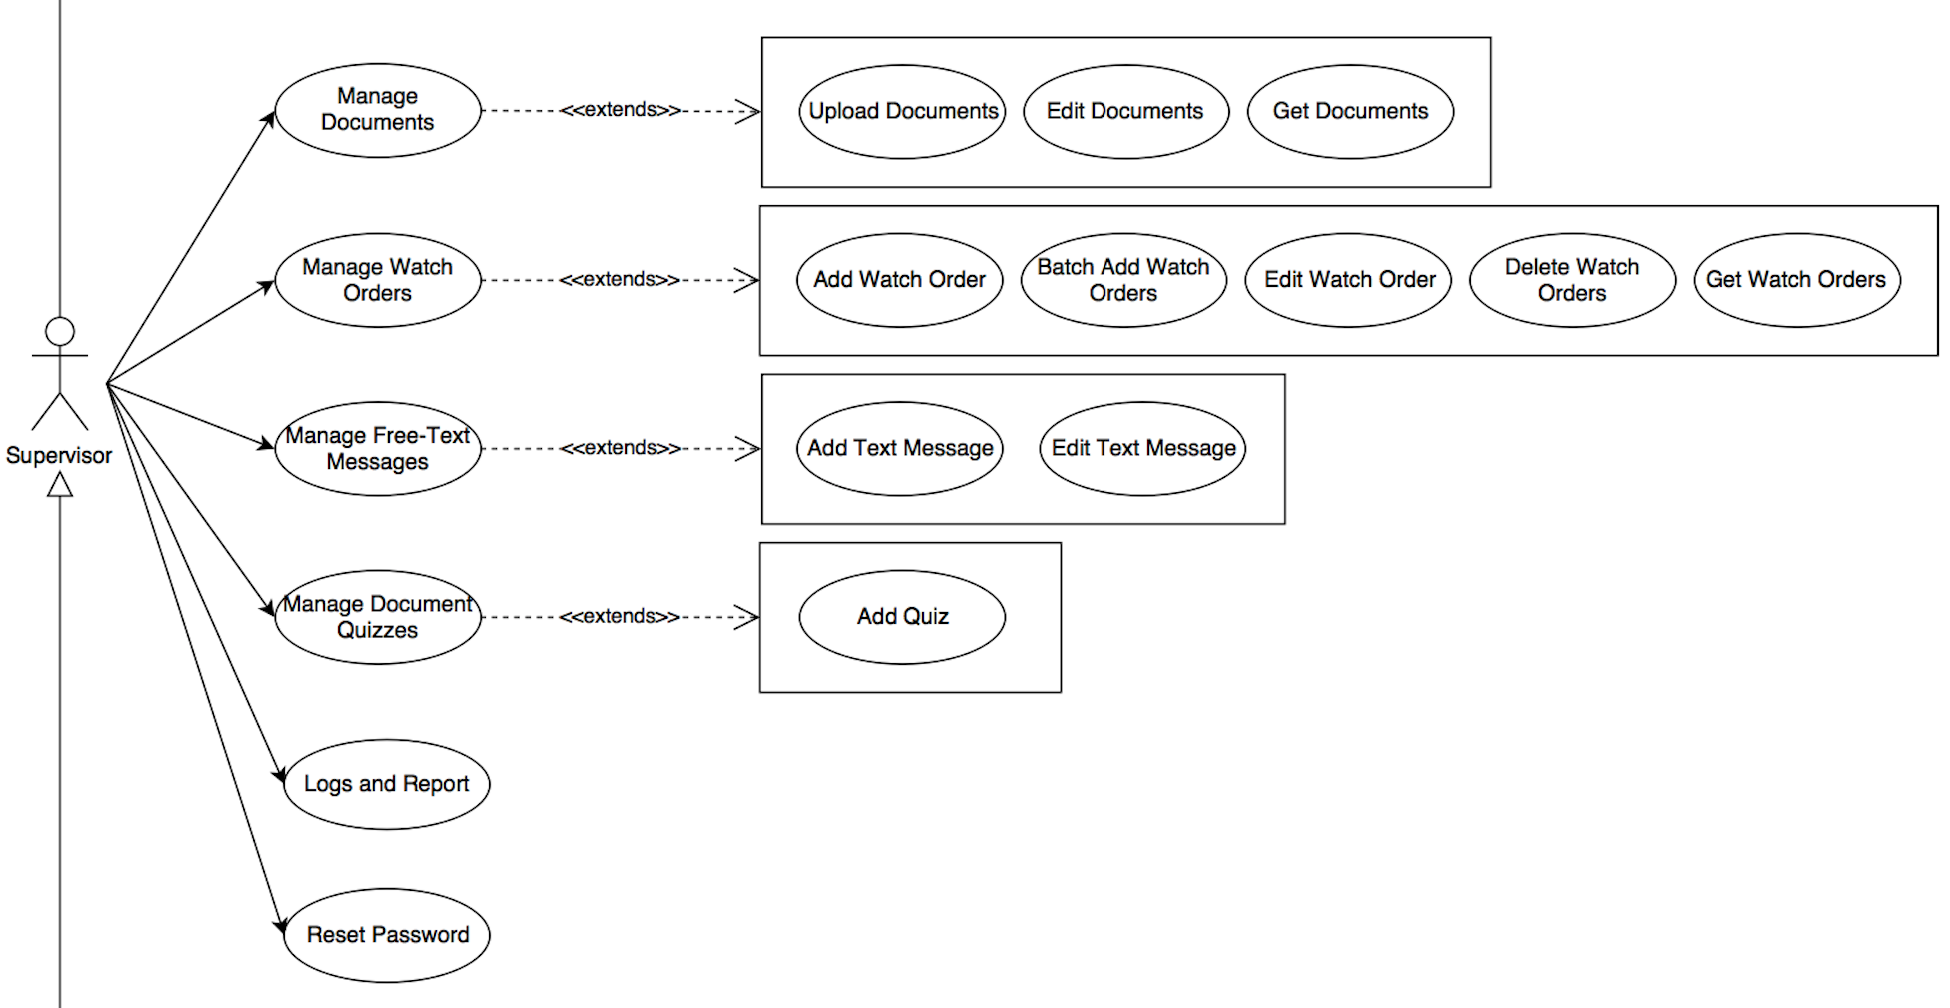 Manage
Documents
<<extends>>
Upload Documents
Edit Documents
Get Documents
Manage Watch
Orders
<<extends>>
Add Watch Order
Batch Add Watch
Orders
Edit Watch Order
Delete Watch
Orders
Get Watch Orders
Supervisor
Manage Free-Text
Messages
<<extends>>
Add Text Message
Edit Text Message
Manage Document
Quizzes
<<extends>>
Add Quiz
Logs and Report
Reset Password